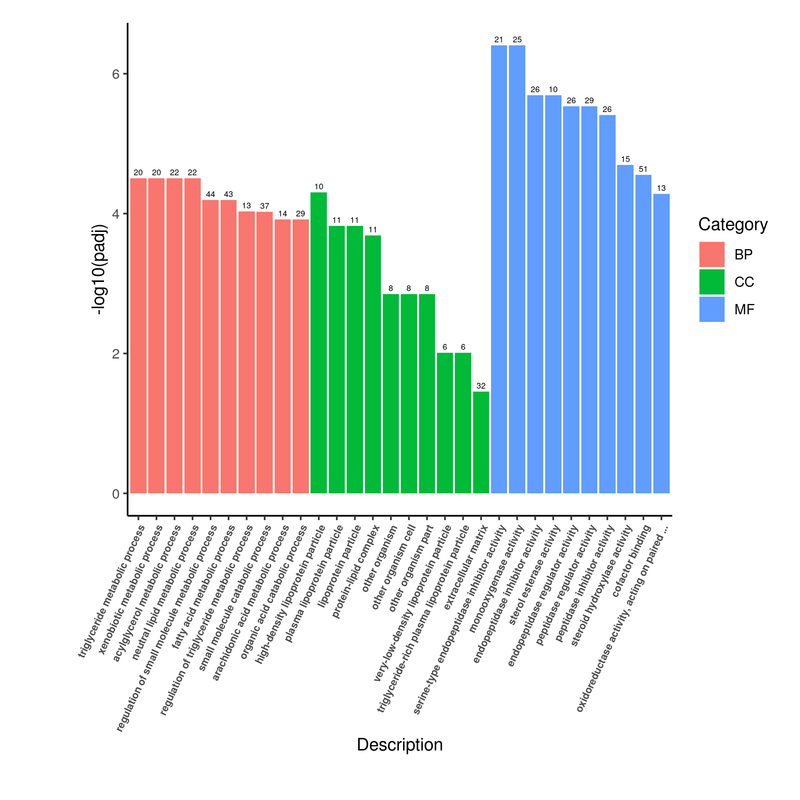 -log10(padj)
6
4
2
0
20
20
22
22
44
43
13
37
14
29
10
11
11
11
8
8
8
6
6
32
21
25
26
10
26
29
26
15
51
13
triglyceride metabolic process
xenobiotic metabolic process
acylglycerol metabolic process
neutral lipid metabolic process
regulation of small molecule metabolic process
fatty acid metabolic process
regulation of triglyceride metabolic process
small molecule catabolic process
arachidonic acid metabolic process
organic acid catabolic process
high-density lipoprotein particle
plasma lipoprotein particle
lipoprotein particle
protein-lipid complex
other organism
other organism cell
other organism part
very-low-density lipoprotein particle
triglyceride-rich plasma lipoprotein particle
extracellular matrix
serine-type endopeptidase inhibitor activity
monooxygenase activity
endopeptidase inhibitor activity
sterol esterase activity
endopeptidase regulator activity
peptidase regulator activity
peptidase inhibitor activity
steroid hydroxylase activity
cofactor binding
oxidoreductase activity, acting on paired ...
Description
Category
BP
CC
MF